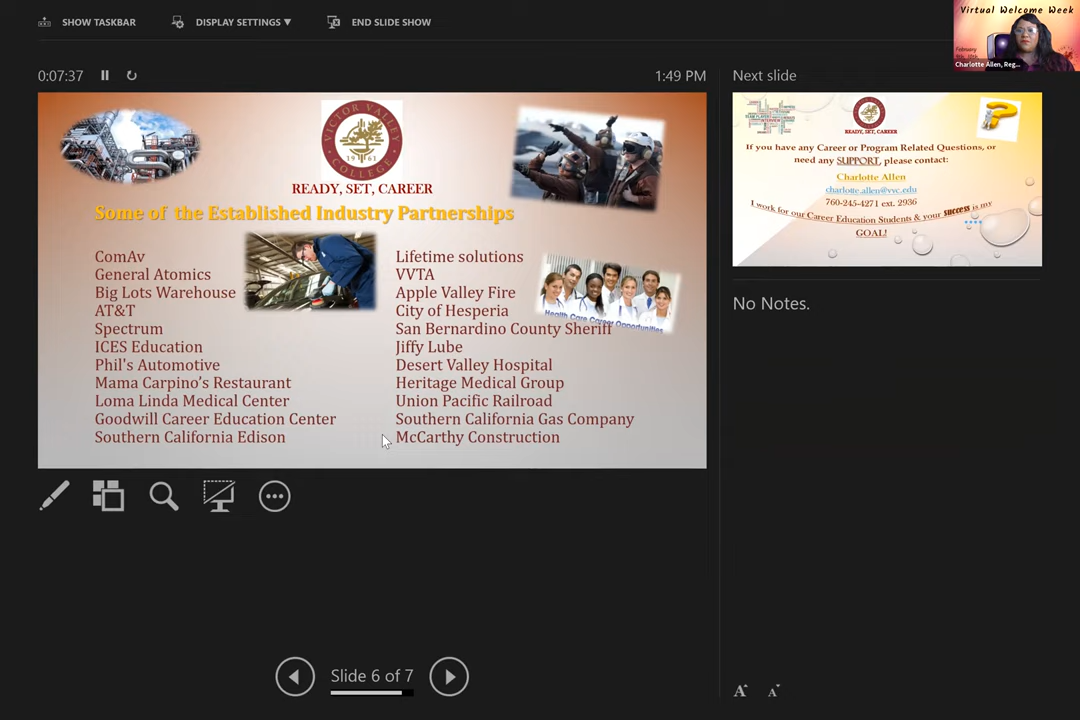 SHOW TASKBAR
DISPLAY SETTINGS ▼
END SLIDE SHOW
Virtual Welcome Week
February
Charlotte Allen, Reg...
0:07:37
1:49 PM
Next slide
VICTOR VALLEY COLLEGE
1961
READY, SET, CAREER
Some of the Established Industry Partnerships
ComAv
General Atomics
Big Lots Warehouse
AT&T
Spectrum
ICES Education
Phil's Automotive
Mama Carpino's Restaurant
Loma Linda Medical Center
Goodwill Career Education Center
Southern California Edison
Lifetime solutions
VVTA
Apple Valley Fire
City of Hesperia
San Bernardino County Sheriff
Jiffy Lube
Desert Valley Hospital
Heritage Medical Group
Union Pacific Railroad
Southern California Gas Company
McCarthy Construction
Health Care Career Opportunities
TEAM PLAYERS
INTERVIEW
READY, SET, CAREER
If you have any Career or Program Related Questions, or
need any SUPPORT, please contact:
Charlotte Allen
charlotte.allen@vvc.edu
760-245-4271 ext. 2936
I work for our Career Education Students & your success is my
GOAL!
No Notes.
Slide 6 of 7
A
A